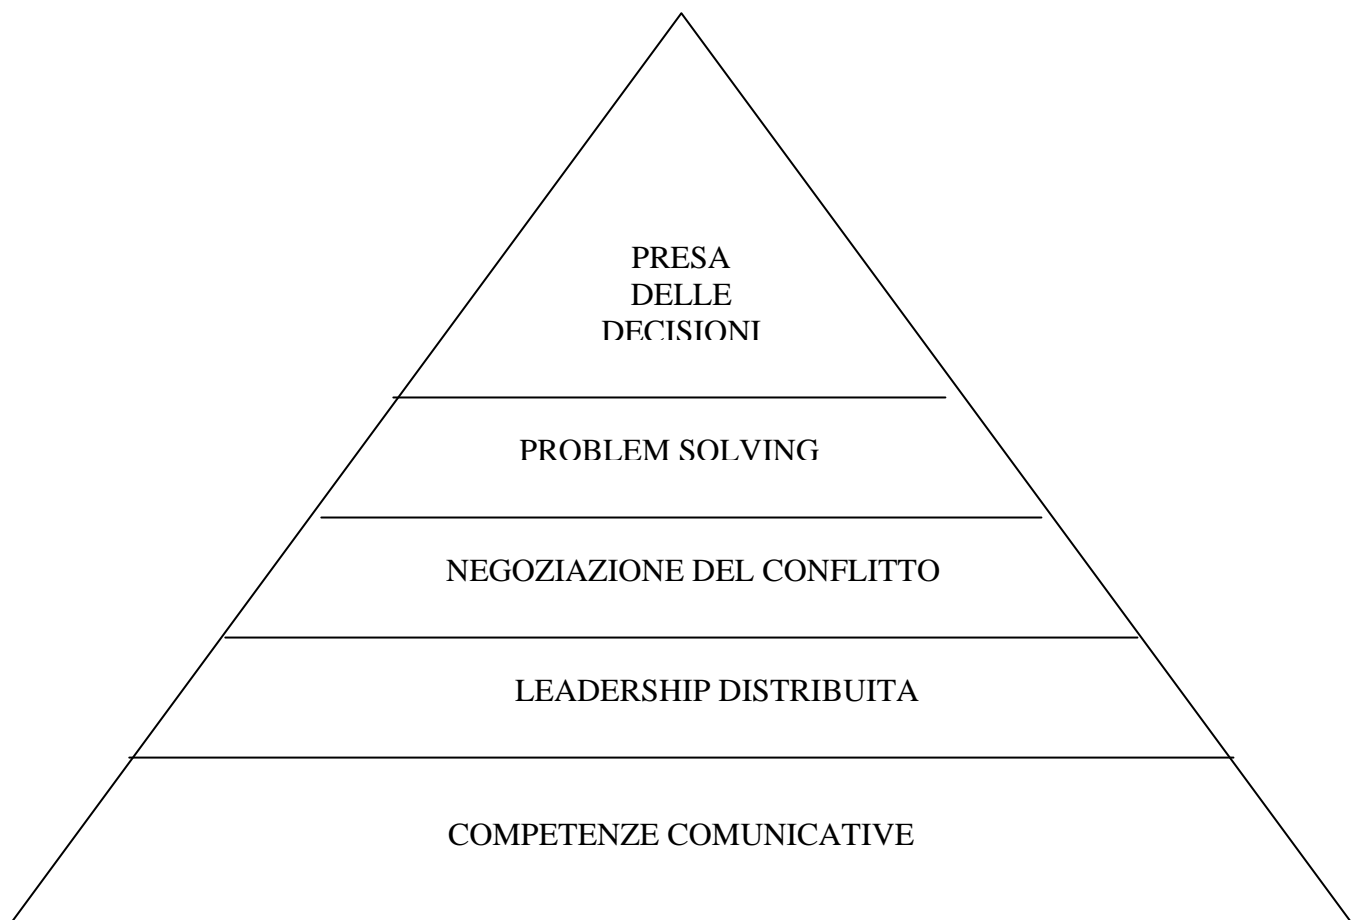 PRESA
DELLE
DECISIONI
PROBLEM SOLVING
NEGOZIAZIONE DEL CONFLITTO
LEADERSHIP DISTRIBUITA
COMPETENZE COMUNICATIVE